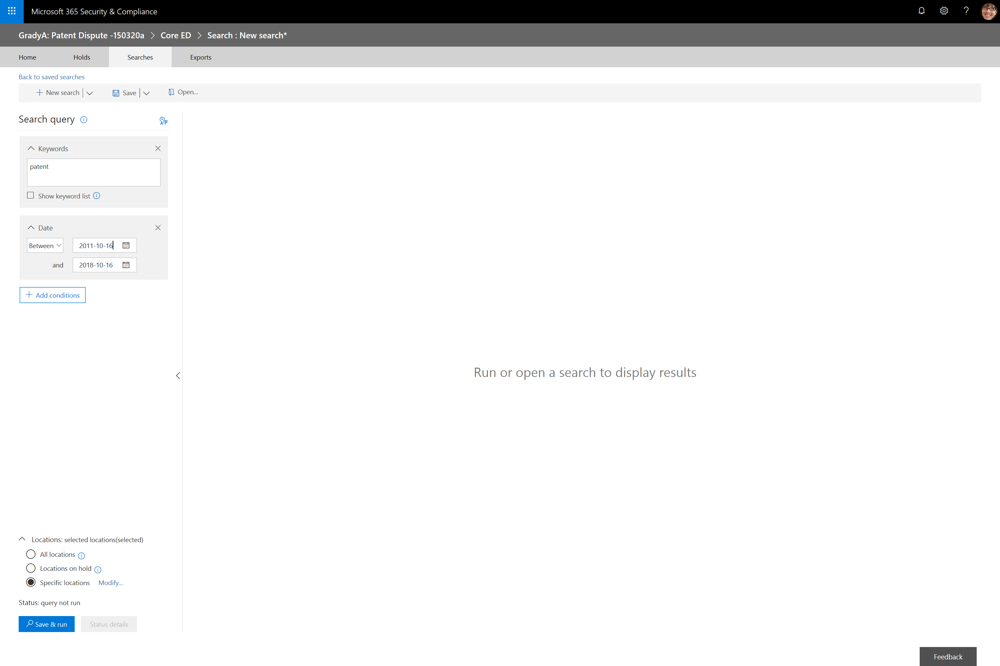 Microsoft 365 Security & Compliance
GradyA: Patent Dispute -150320a > Core ED > Search : New search*
Home Holds Searches Exports
Back to saved searches
New search Save Open...
Search query
Keywords
patent
Show keyword list
Date
Between 2011-10-16
and 2018-10-16
Add conditions
Run or open a search to display results
Locations: selected locations(selected)
All locations
Locations on hold
Specific locations Modify...
Status: query not run
Save & run Status details
Feedback